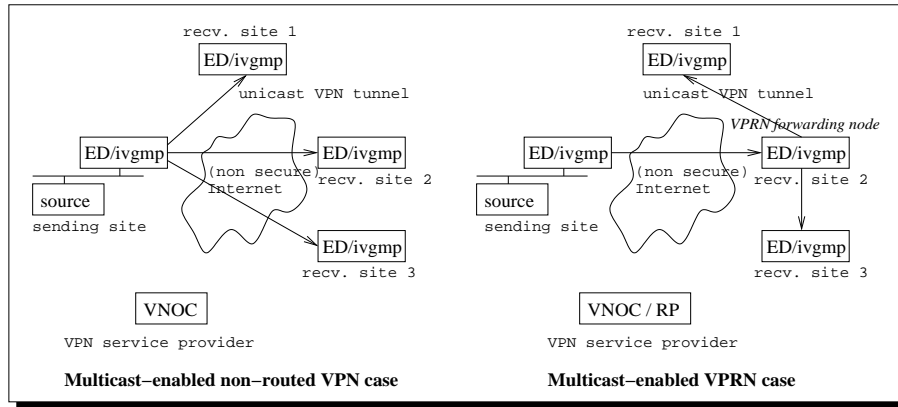 recv. site 1
ED/ivgmp
unicast VPN tunnel
ED/ivgmp
ED/ivgmp
(non secure)
Internet
recv. site 2
source
sending site
ED/ivgmp
recv. site 3
VNOC
VPN service provider
Multicast−enabled non−routed VPN case
recv. site 1
ED/ivgmp
unicast VPN tunnel
VPRN forwarding node
ED/ivgmp
ED/ivgmp
(non secure)
Internet
recv. site 2
source
sending site
ED/ivgmp
recv. site 3
VNOC / RP
VPN service provider
Multicast−enabled VPRN case